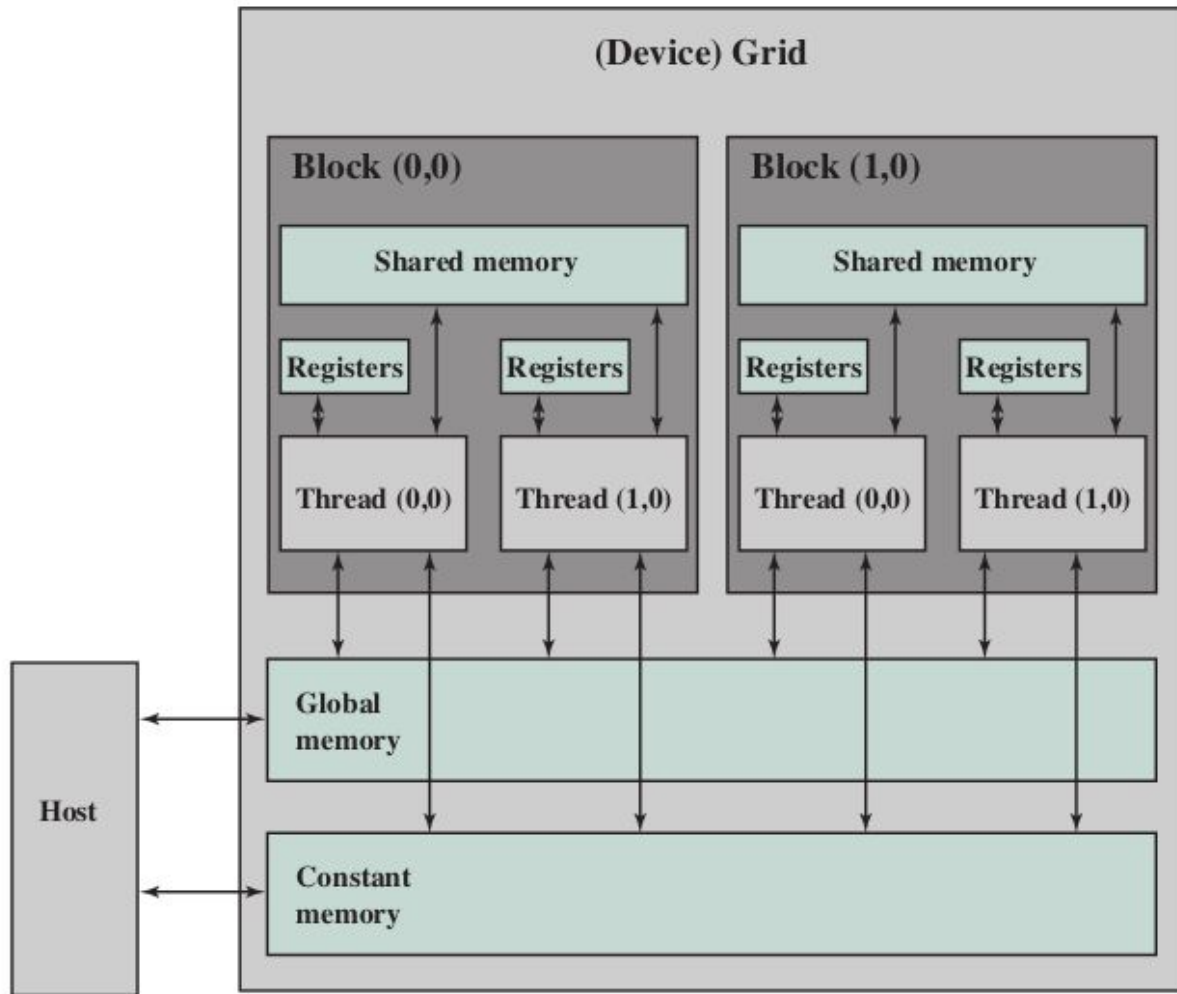 (Device) Grid
Block (0,0)
Shared memory
Registers
Registers
Thread (0,0)
Thread (1,0)
Block (1,0)
Shared memory
Registers
Registers
Thread (0,0)
Thread (1,0)
Host
Global
memory
Constant
memory